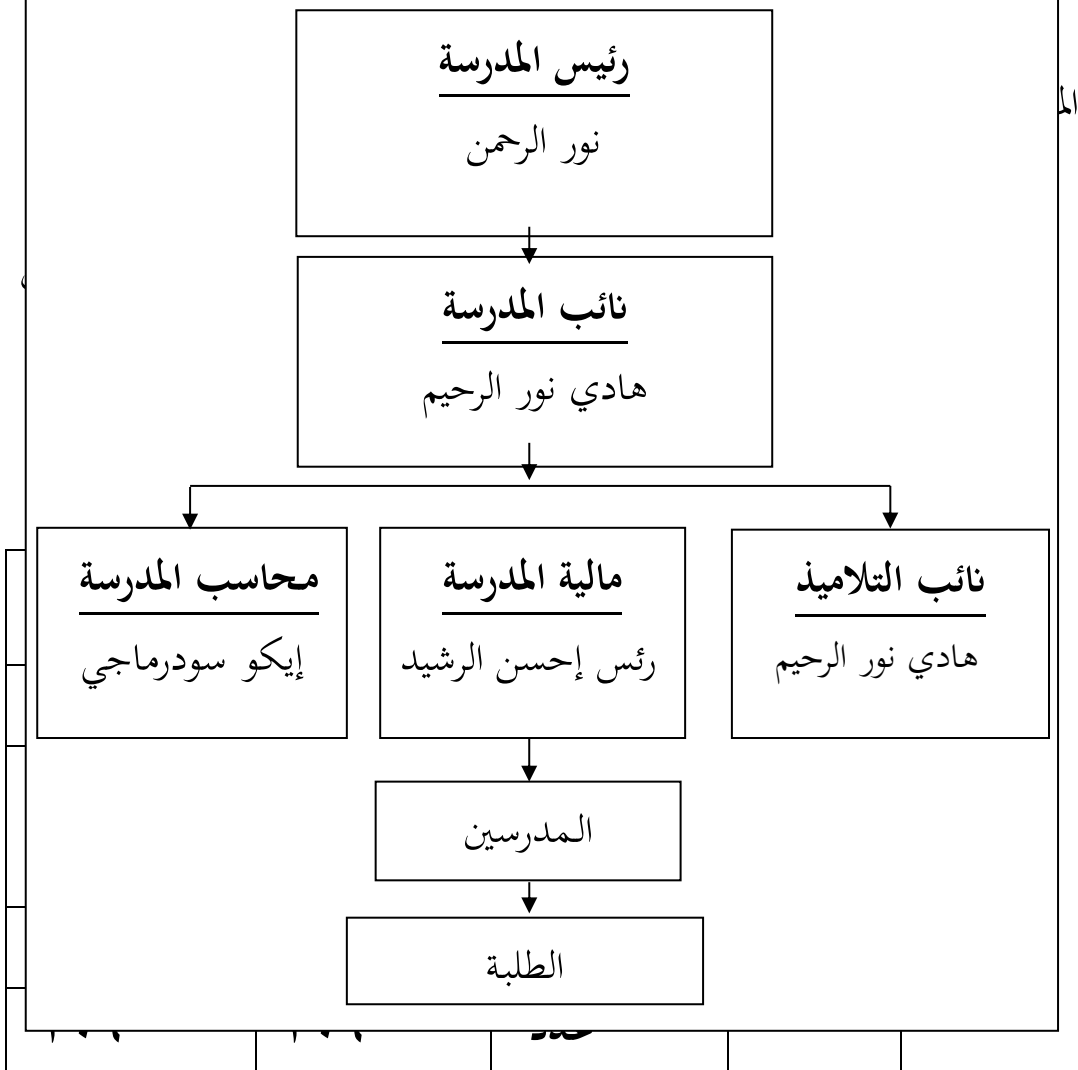 رئيس المدرسة
نور الرحمن
نائب المدرسة
هادي نور الرحيم
نائب التلاميذ
هادي نور الرحيم
مالية المدرسة
رئس إحسن الرشيد
محاسب المدرسة
إيكو سودرماجي
المدرسين
الطلبة